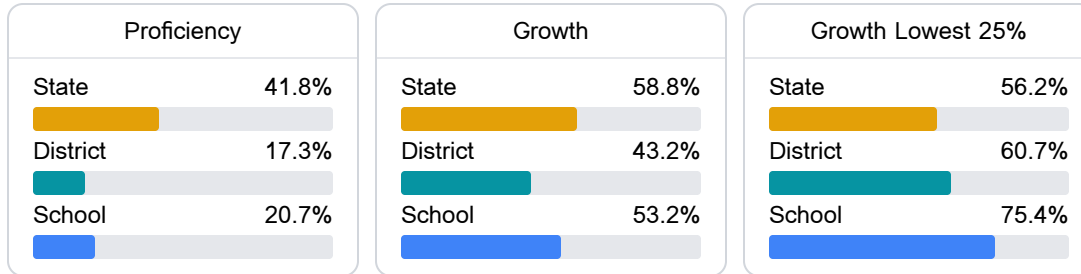 Proficiency
State 41.8%
District 17.3%
School 20.7%
Growth
State 58.8%
District 43.2%
School 53.2%
Growth Lowest 25%
State 56.2%
District 60.7%
School 75.4%